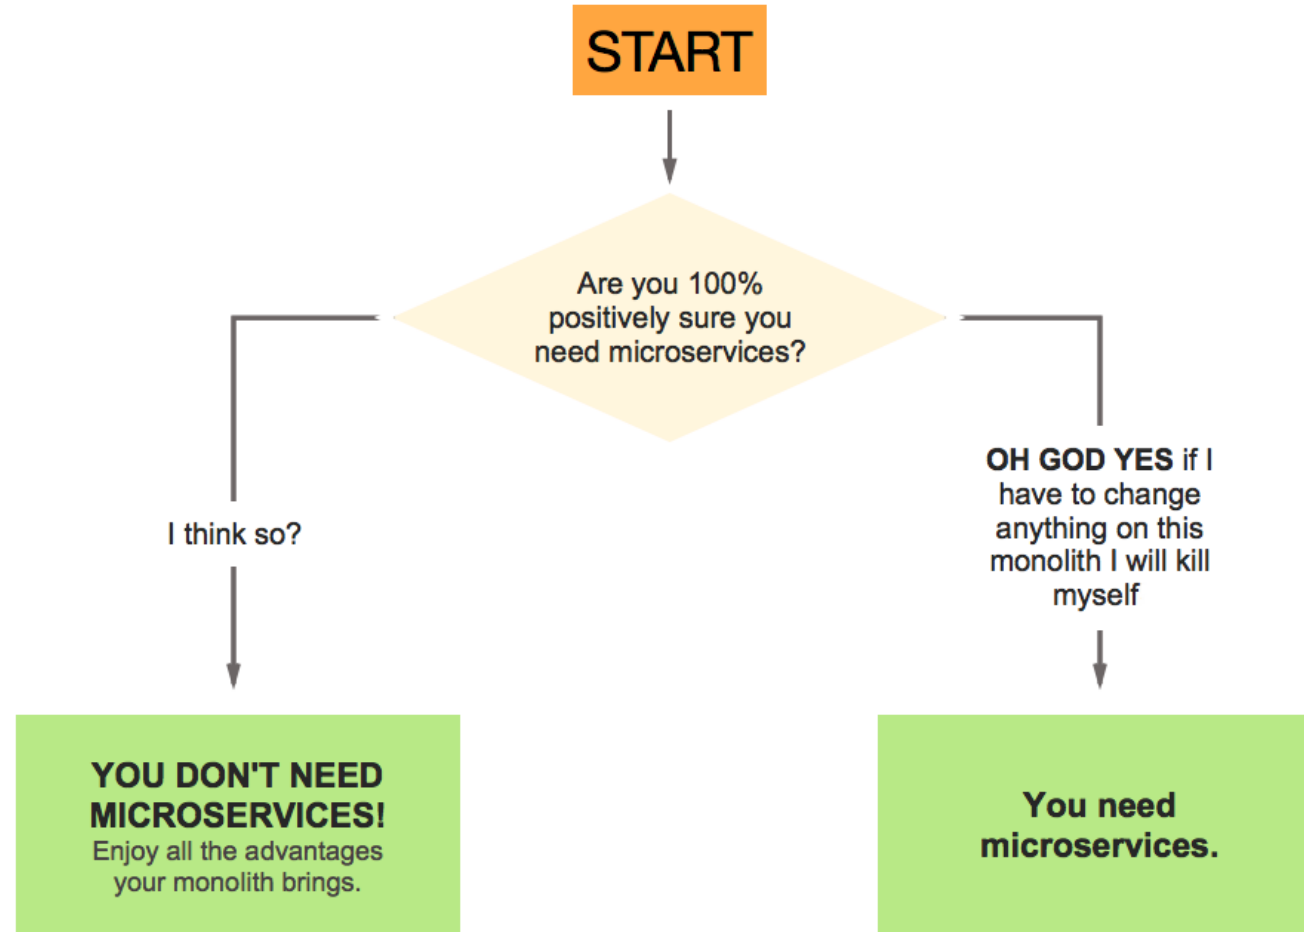 START
Are you 100%
positively sure you
need microservices?
I think so?
OH GOD YES if I
have to change
anything on this
monolith I will kill
myself
YOU DON'T NEED
MICROSERVICES!
Enjoy all the advantages
your monolith brings.
You need
microservices.